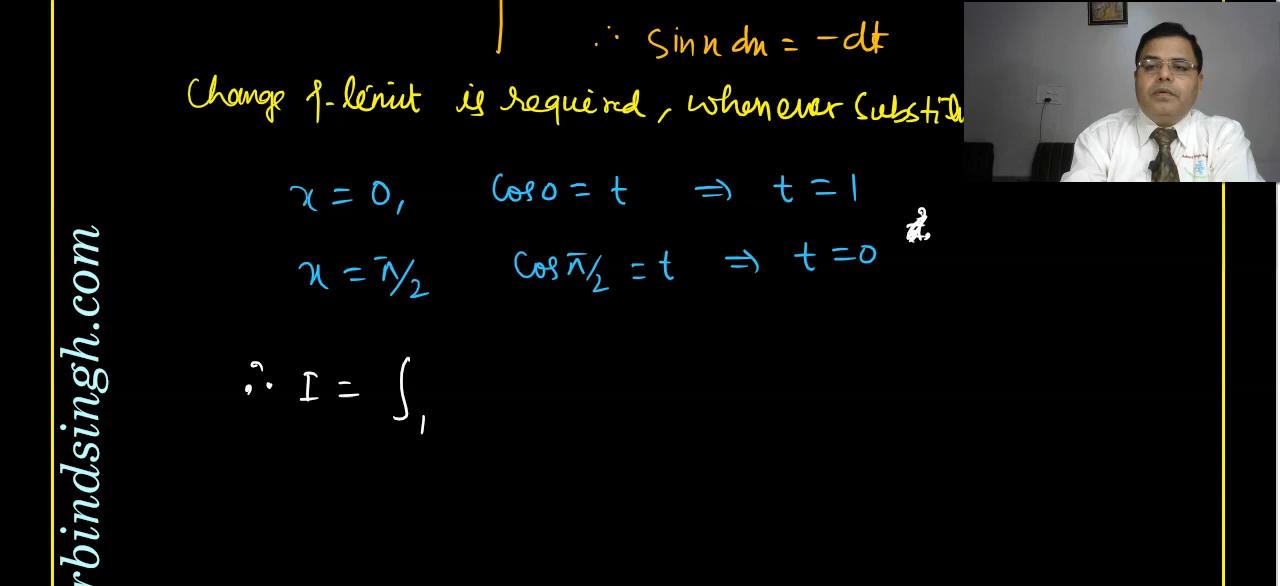 ∴ sin x dx = -dt
Change of limit is required, whenever Substitu
x = 0, cos 0 = t ⇒ t = 1
x = π/2 cos π/2 = t ⇒ t = 0
∴ I = ∫₁
rbindsingh.com